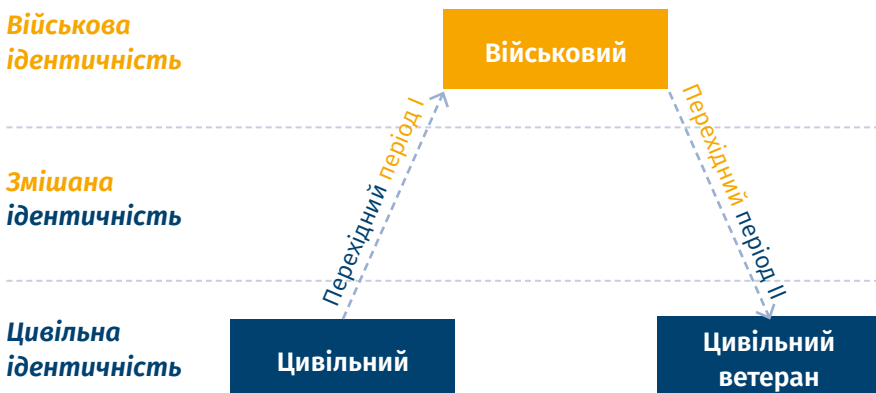 Військова
ідентичність
Військовий
Перехідний період I
Перехідний період II
Змішана
ідентичність
Цивільна
ідентичність
Цивільний
Цивільний
ветеран